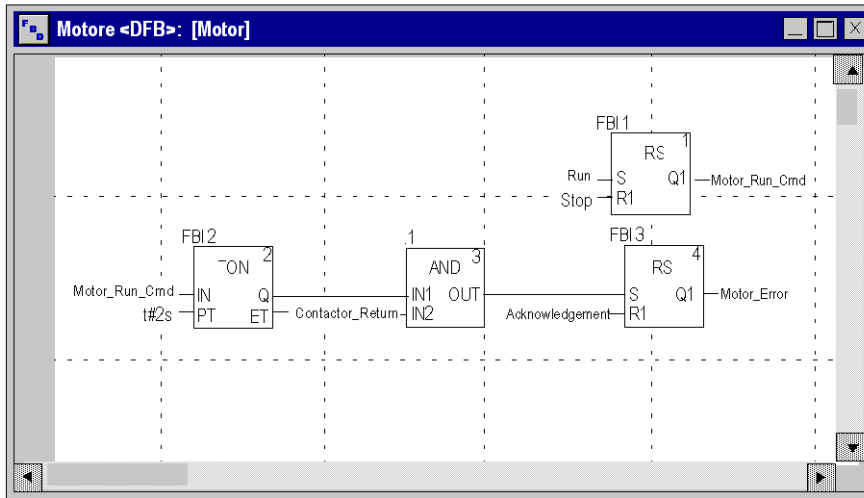 FBD
Motore <DFB>: [Motor]
FBI 1
1
RS
Run
S
Q1
Motor_Run_Cmd
Stop
R1
FBI 2
2
‾ON
Motor_Run_Cmd
IN
Q
t#2s
PT
ET
.1
3
AND
IN1
OUT
Contactor_Return
IN2
FBI 3
4
RS
S
Q1
Motor_Error
Acknowledgement
R1